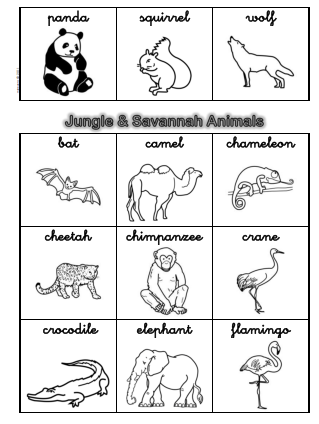 panda squirrel wolf
Jungle & Savannah Animals
bat camel chameleon
cheetah chimpanzee crane
crocodile elephant flamingo